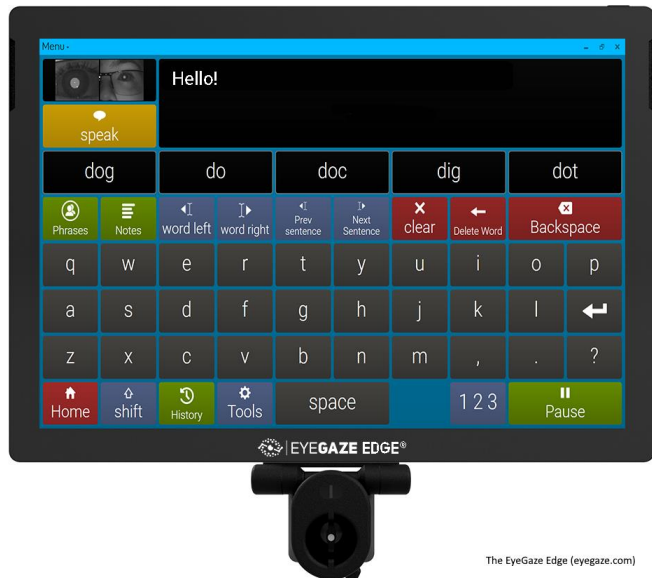 Menu -
Hello!
speak
dog do doc dig dot
Phrases Notes word left word right Prev sentence Next Sentence clear Delete Word Backspace
q w e r t y u i o p
a s d f g h j k l
z x c v b n m , . ?
Home shift History Tools space 1 2 3 Pause
EYEGAZE EDGE®
The EyeGaze Edge (eyegaze.com)